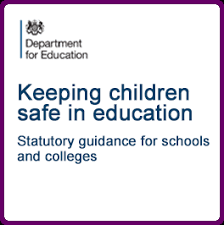 Department
for Education
Keeping children
safe in education
Statutory guidance for schools
and colleges